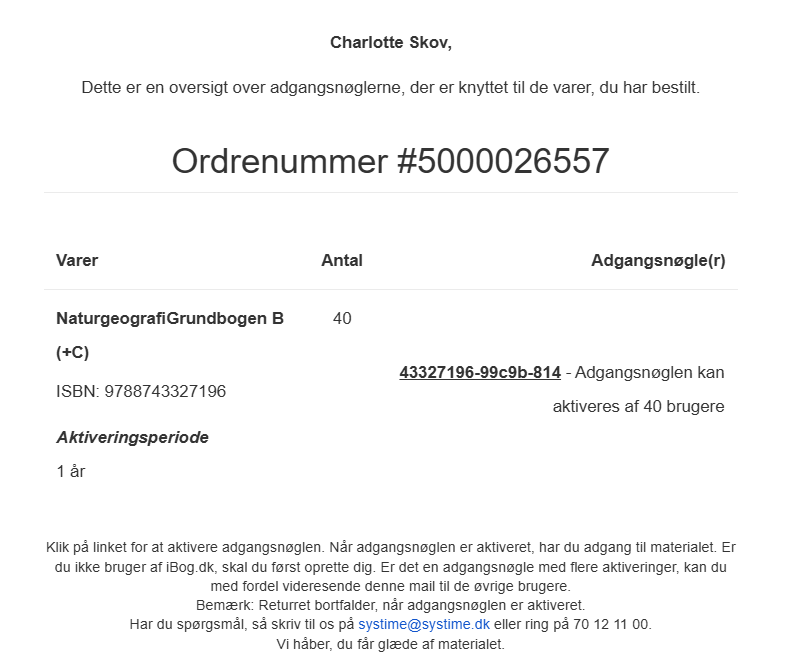 Charlotte Skov,
Dette er en oversigt over adgangsnøglerne, der er knyttet til de varer, du har bestilt.
Ordrenummer #5000026557
Varer Antal Adgangsnøgle(r)
NaturgeografiGrundbogen B 40
(+C)
43327196-99c9b-814 - Adgangsnøglen kan
ISBN: 9788743327196
aktiveres af 40 brugere
Aktiveringsperiode
1 år
Klik på linket for at aktivere adgangsnøglen. Når adgangsnøglen er aktiveret, har du adgang til materialet. Er
du ikke bruger af iBog.dk, skal du først oprette dig. Er det en adgangsnøgle med flere aktiveringer, kan du
med fordel videresende denne mail til de øvrige brugere.
Bemærk: Returret bortfalder, når adgangsnøglen er aktiveret.
Har du spørgsmål, så skriv til os på systime@systime.dk eller ring på 70 12 11 00.
Vi håber, du får glæde af materialet.